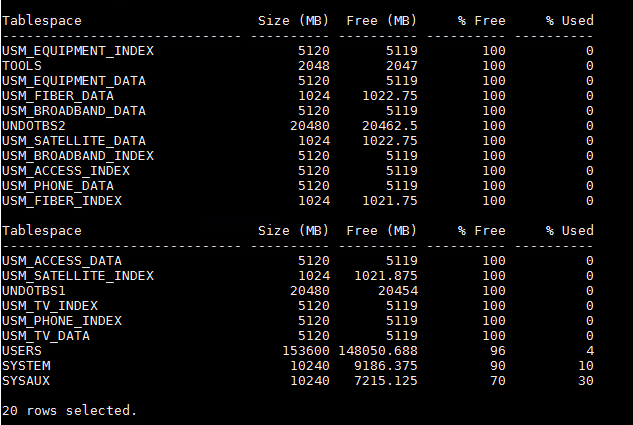 Tablespace Size (MB) Free (MB) % Free % Used
------------------------------ ---------- ---------- ---------- ----------
USM_EQUIPMENT_INDEX 5120 5119 100 0
TOOLS 2048 2047 100 0
USM_EQUIPMENT_DATA 5120 5119 100 0
USM_FIBER_DATA 1024 1022.75 100 0
USM_BROADBAND_DATA 5120 5119 100 0
UNDOTBS2 20480 20462.5 100 0
USM_SATELLITE_DATA 1024 1022.75 100 0
USM_BROADBAND_INDEX 5120 5119 100 0
USM_ACCESS_INDEX 5120 5119 100 0
USM_PHONE_DATA 5120 5119 100 0
USM_FIBER_INDEX 1024 1021.75 100 0
Tablespace Size (MB) Free (MB) % Free % Used
------------------------------ ---------- ---------- ---------- ----------
USM_ACCESS_DATA 5120 5119 100 0
USM_SATELLITE_INDEX 1024 1021.875 100 0
UNDOTBS1 20480 20454 100 0
USM_TV_INDEX 5120 5119 100 0
USM_PHONE_INDEX 5120 5119 100 0
USM_TV_DATA 5120 5119 100 0
USERS 153600 148050.688 96 4
SYSTEM 10240 9186.375 90 10
SYSAUX 10240 7215.125 70 30
20 rows selected.